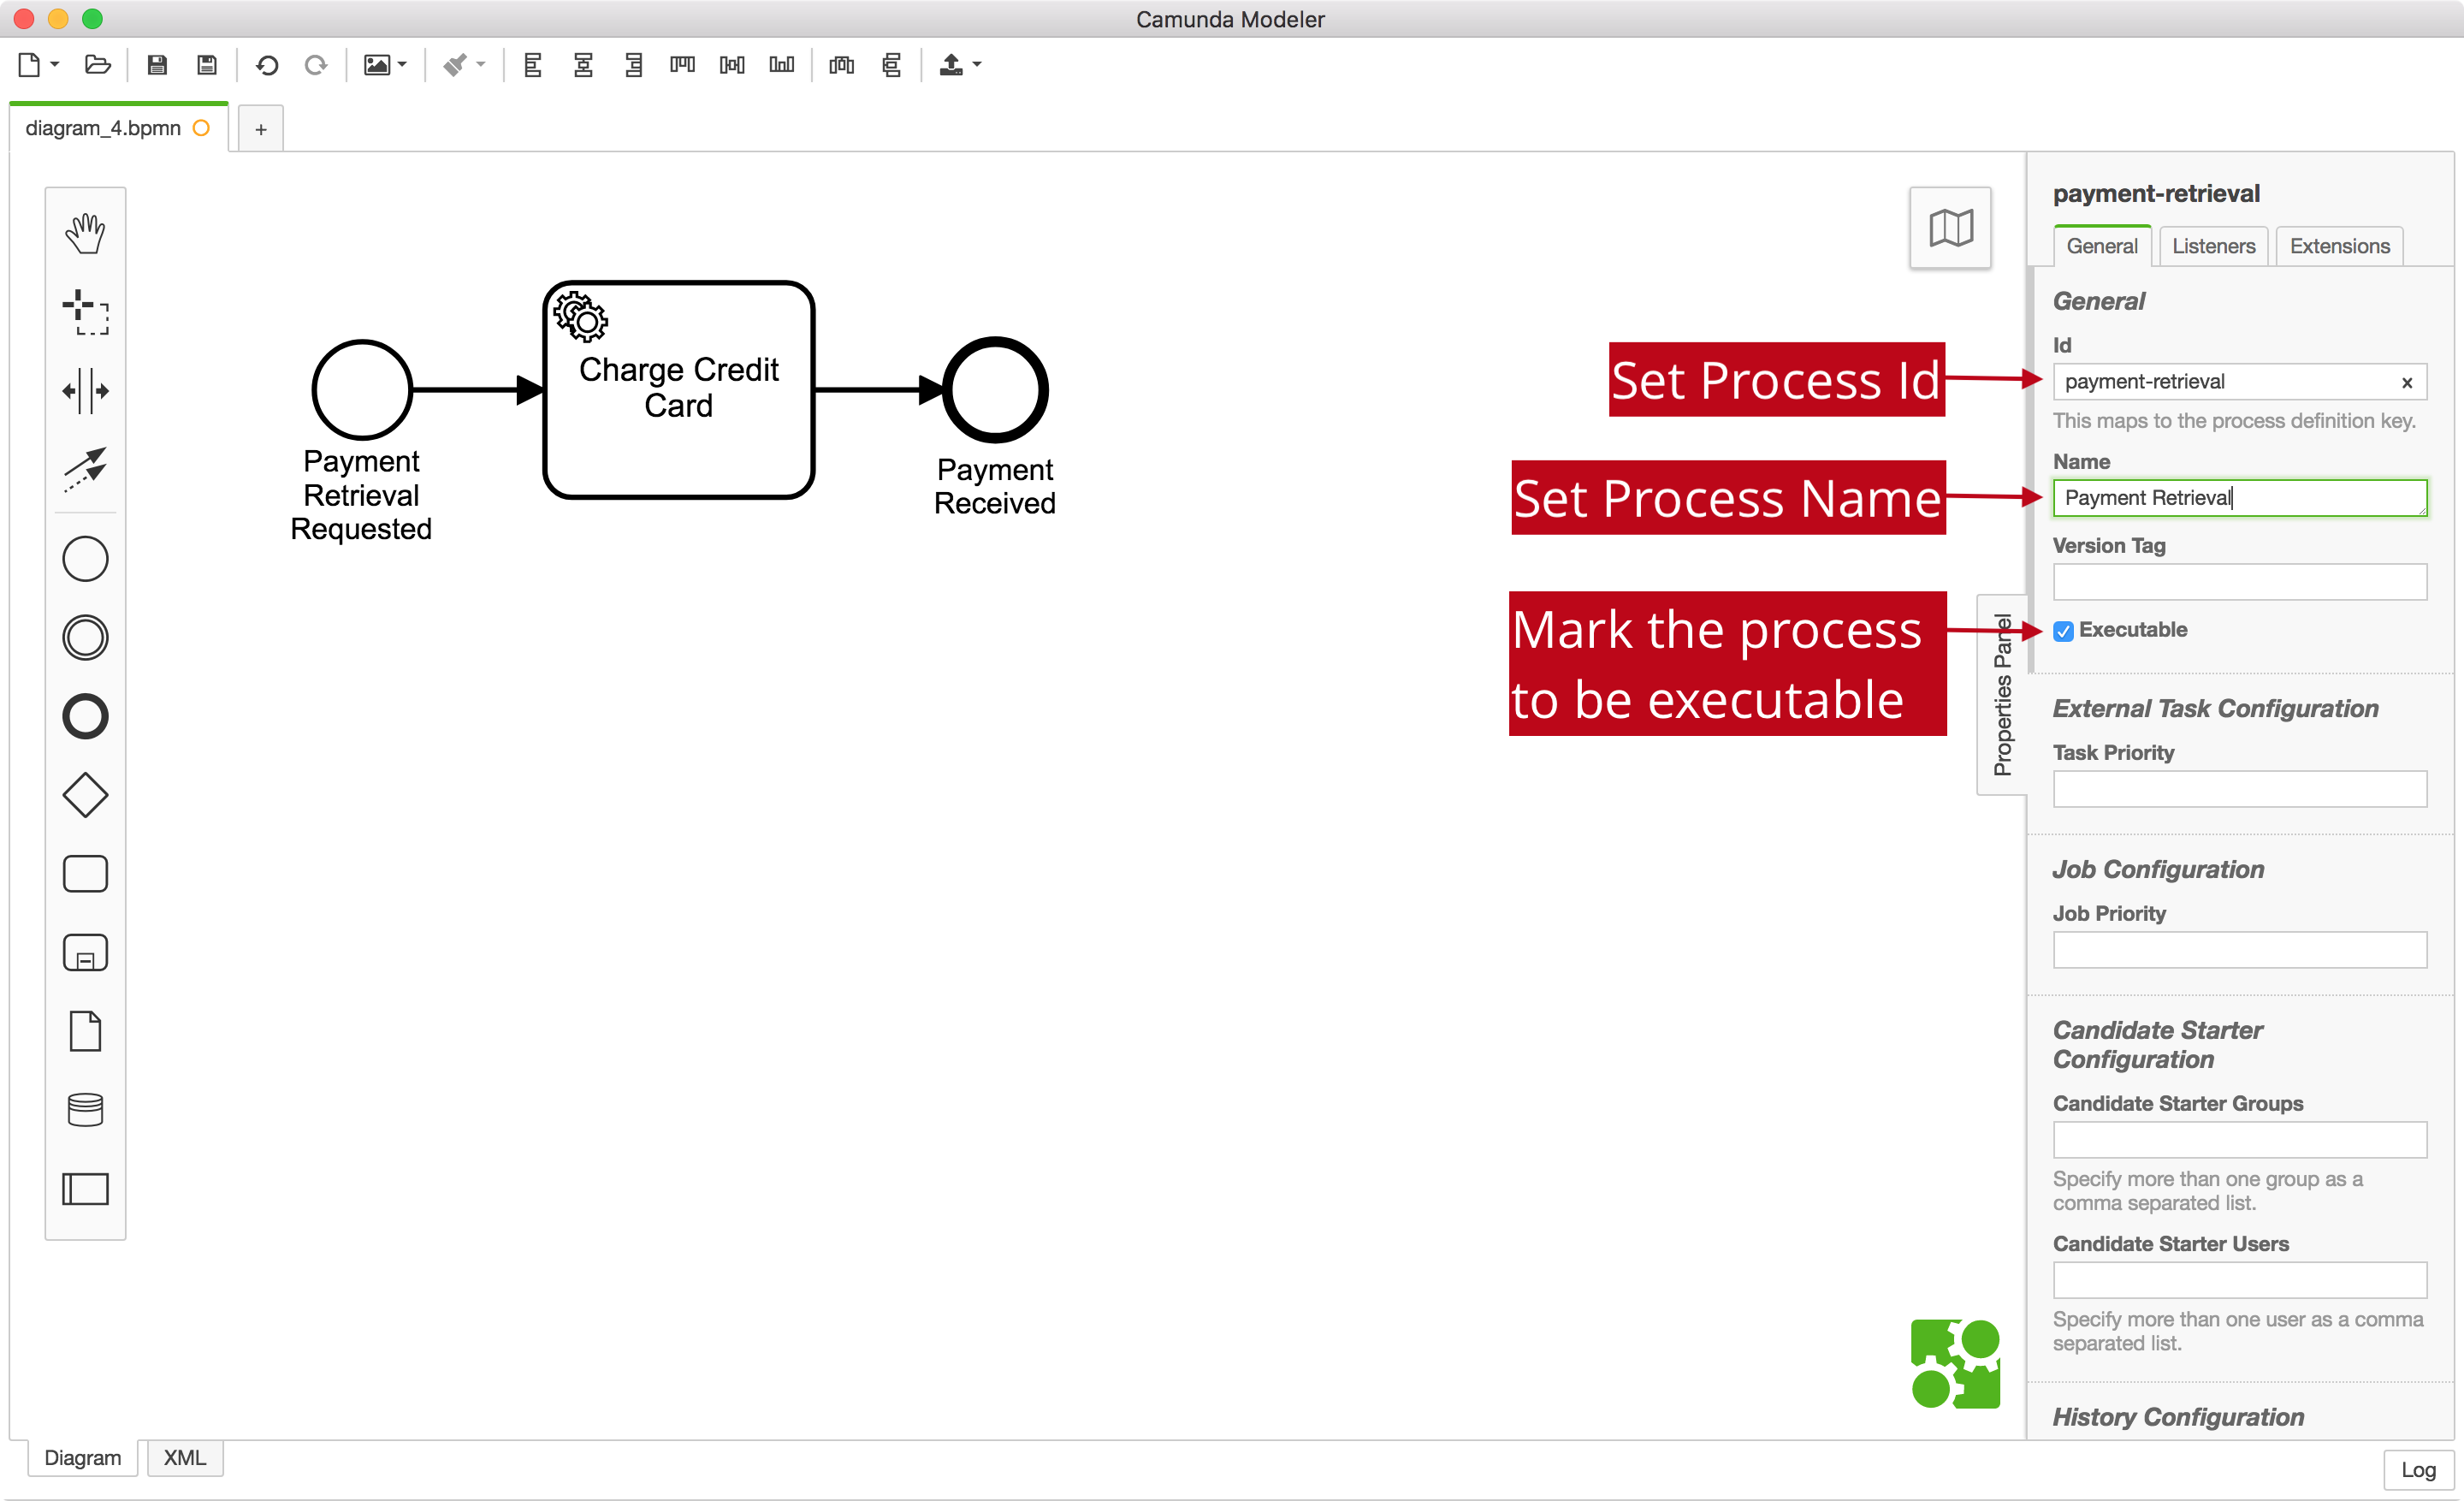 Camunda Modeler
diagram_4.bpmn
+
Charge Credit
Card
Payment
Retrieval
Requested
Payment
Received
Set Process Id
Set Process Name
Mark the process
to be executable
Properties Panel
payment-retrieval
General
Listeners
Extensions
General
Id
payment-retrieval
x
This maps to the process definition key.
Name
Payment Retrieval
Version Tag
Executable
External Task Configuration
Task Priority
Job Configuration
Job Priority
Candidate Starter
Configuration
Candidate Starter Groups
Specify more than one group as a
comma separated list.
Candidate Starter Users
Specify more than one user as a comma
separated list.
History Configuration
Diagram
XML
Log